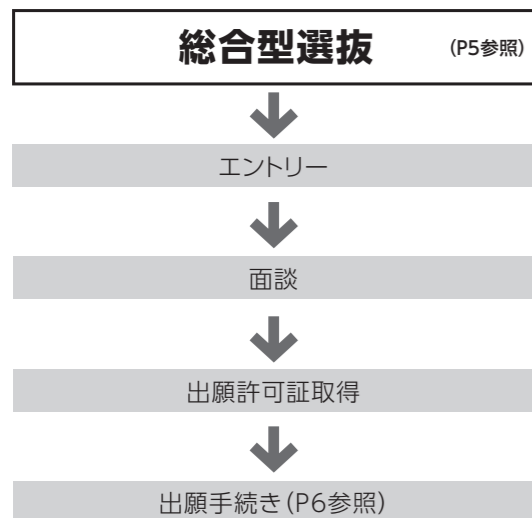 総合型選抜 (P5参照)
エントリー
面談
出願許可証取得
出願手続き(P6参照)